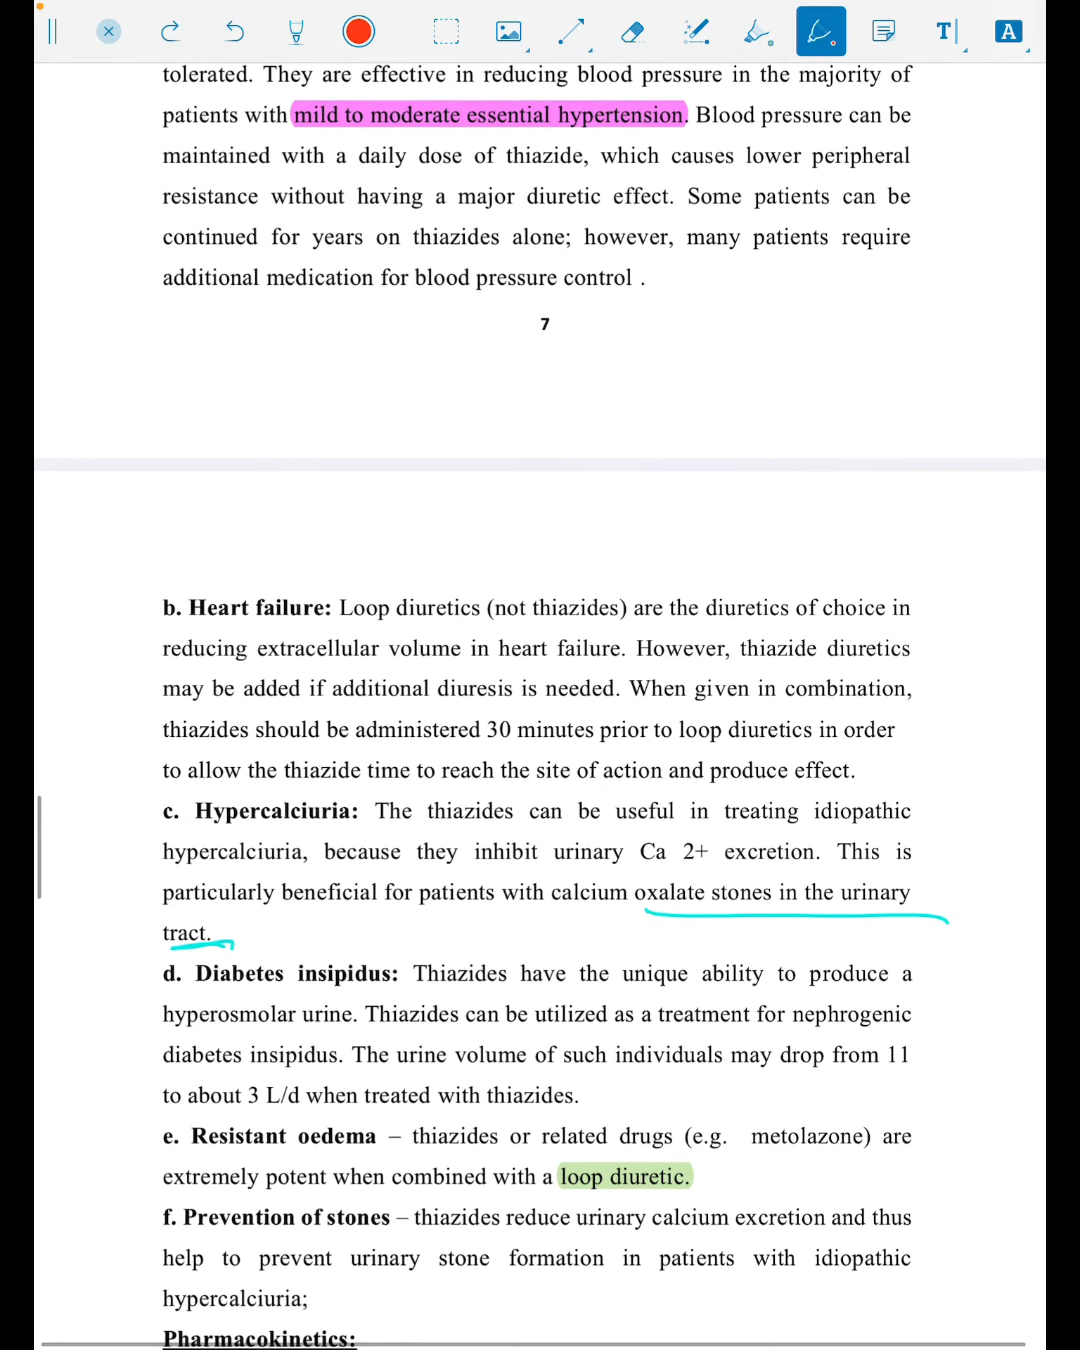 T
A
tolerated. They are effective in reducing blood pressure in the majority of
patients with mild to moderate essential hypertension. Blood pressure can be
maintained with a daily dose of thiazide, which causes lower peripheral
resistance without having a major diuretic effect. Some patients can be
continued for years on thiazides alone; however, many patients require
additional medication for blood pressure control .
7
b. Heart failure: Loop diuretics (not thiazides) are the diuretics of choice in
reducing extracellular volume in heart failure. However, thiazide diuretics
may be added if additional diuresis is needed. When given in combination,
thiazides should be administered 30 minutes prior to loop diuretics in order
to allow the thiazide time to reach the site of action and produce effect.
c. Hypercalciuria: The thiazides can be useful in treating idiopathic
hypercalciuria, because they inhibit urinary Ca 2+ excretion. This is
particularly beneficial for patients with calcium oxalate stones in the urinary
tract.
d. Diabetes insipidus: Thiazides have the unique ability to produce a
hyperosmolar urine. Thiazides can be utilized as a treatment for nephrogenic
diabetes insipidus. The urine volume of such individuals may drop from 11
to about 3 L/d when treated with thiazides.
e. Resistant oedema – thiazides or related drugs (e.g. metolazone) are
extremely potent when combined with a loop diuretic.
f. Prevention of stones – thiazides reduce urinary calcium excretion and thus
help to prevent urinary stone formation in patients with idiopathic
hypercalciuria;
Pharmacokinetics: